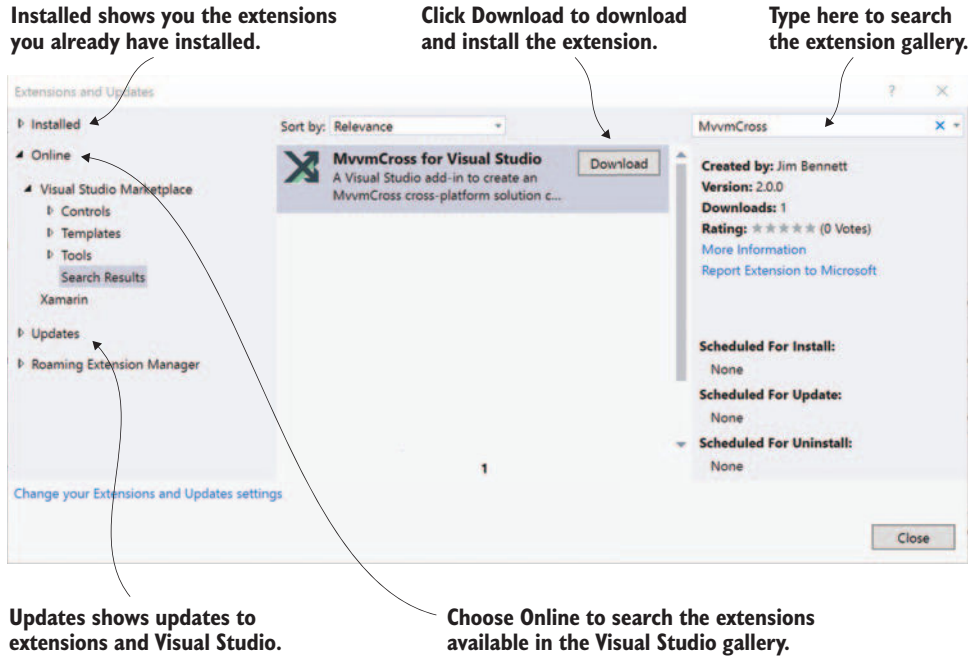 Installed shows you the extensions
you already have installed.
Click Download to download
and install the extension.
Type here to search
the extension gallery.
Extensions and Updates
Installed
Online
Visual Studio Marketplace
Controls
Templates
Tools
Search Results
Xamarin
Updates
Roaming Extension Manager
Change your Extensions and Updates settings
Sort by: Relevance
MvvmCross for Visual Studio
A Visual Studio add-in to create an
MvvmCross cross-platform solution c...
Download
1
? ×
MvvmCross ×
Created by: Jim Bennett
Version: 2.0.0
Downloads: 1
Rating: ★★★★★ (0 Votes)
More Information
Report Extension to Microsoft
Scheduled For Install:
None
Scheduled For Update:
None
Scheduled For Uninstall:
None
Close
Updates shows updates to
extensions and Visual Studio.
Choose Online to search the extensions
available in the Visual Studio gallery.